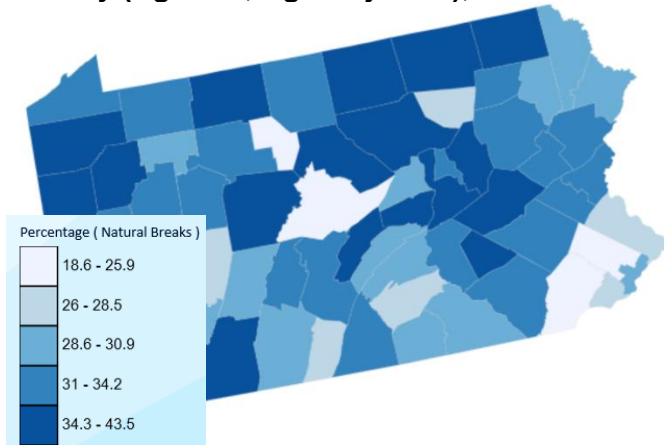 Percentage ( Natural Breaks )
18.6 - 25.9
26 - 28.5
28.6 - 30.9
31 - 34.2
34.3 - 43.5